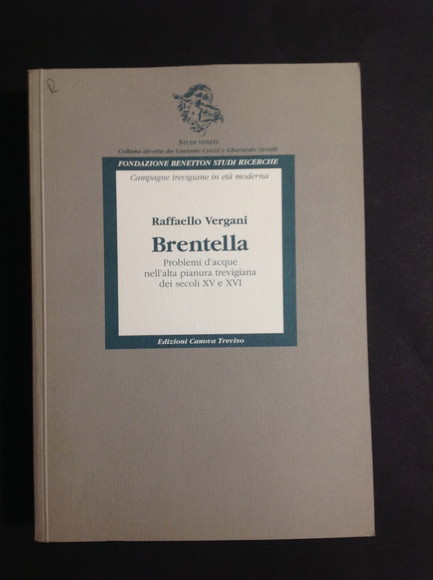 R
STUDI VENETI
Collana diretta da Gaetano Cozzi e Gherardo Ortalli
FONDAZIONE BENETTON STUDI RICERCHE
Campagne trevigiane in età moderna
Raffaello Vergani
Brentella
Problemi d'acque
nell'alta pianura trevigiana
dei secoli XV e XVI
Edizioni Canova Treviso